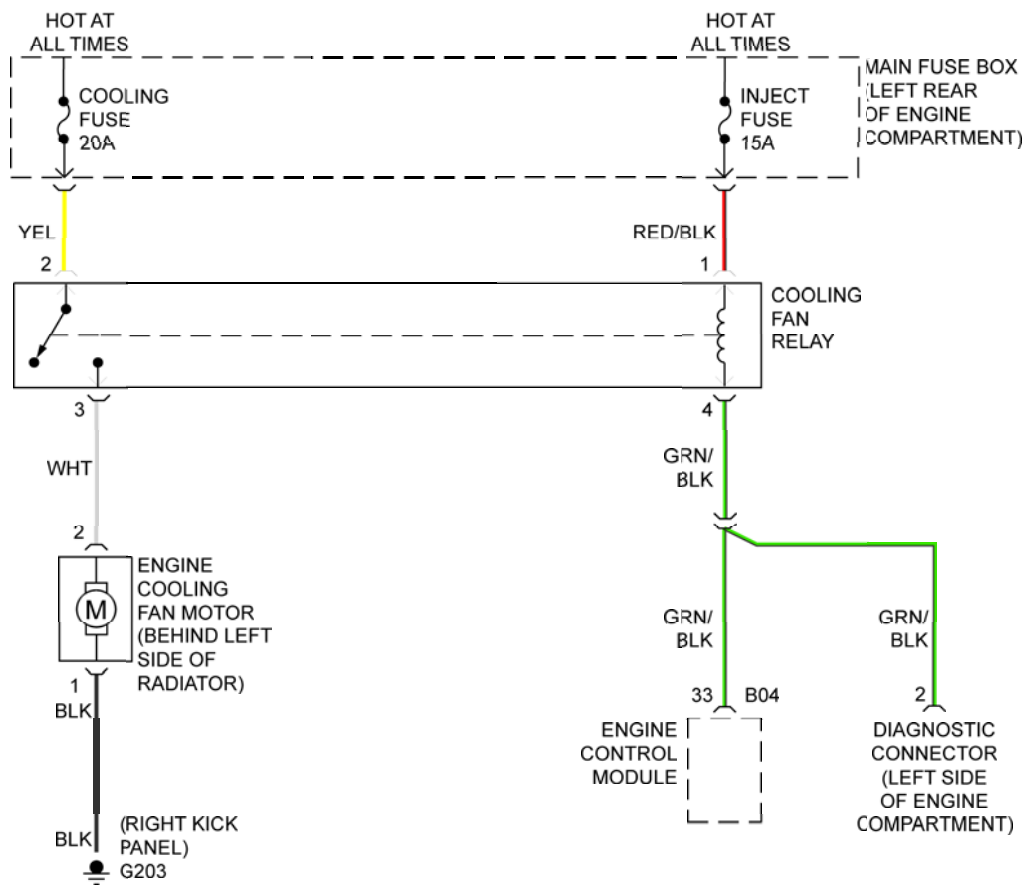 HOT AT
ALL TIMES
HOT AT
ALL TIMES
COOLING
FUSE
20A
INJECT
FUSE
15A
MAIN FUSE BOX
(LEFT REAR
OF ENGINE
COMPARTMENT)
YEL
RED/BLK
2
1
COOLING
FAN
RELAY
3
4
WHT
GRN/
BLK
2
ENGINE
COOLING
FAN MOTOR
(BEHIND LEFT
SIDE OF
RADIATOR)
M
GRN/
BLK
GRN/
BLK
1
BLK
33
B04
2
ENGINE
CONTROL
MODULE
DIAGNOSTIC
CONNECTOR
(LEFT SIDE
OF ENGINE
COMPARTMENT)
BLK
(RIGHT KICK
PANEL)
G203